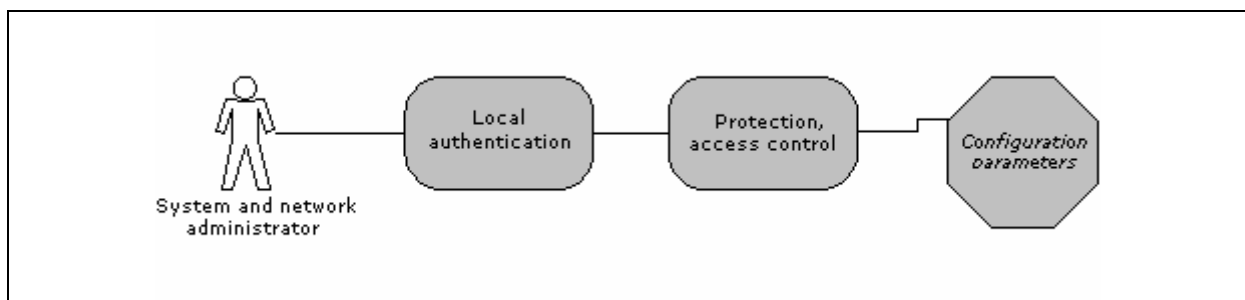 System and network
administrator
Local
authentication
Protection,
access control
Configuration
parameters